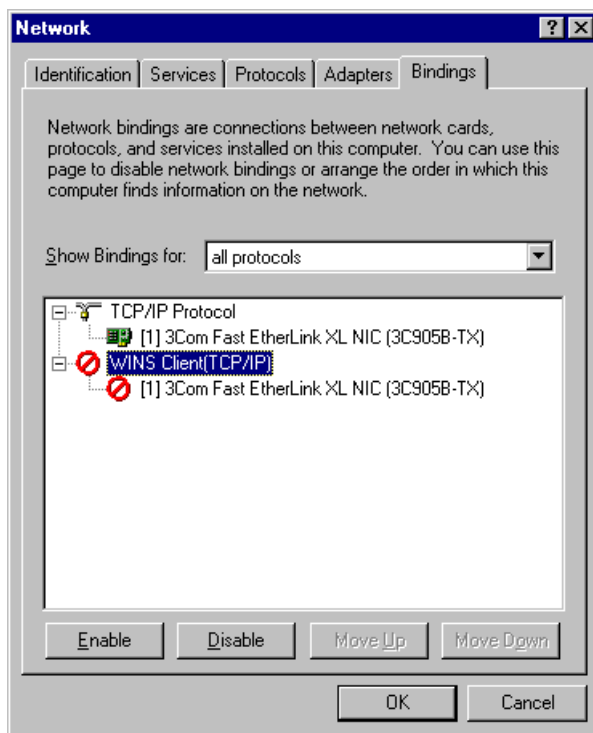 Network
Identification Services Protocols Adapters Bindings
Network bindings are connections between network cards,
protocols, and services installed on this computer. You can use this
page to disable network bindings or arrange the order in which this
computer finds information on the network.
Show Bindings for: all protocols
TCP/IP Protocol
[1] 3Com Fast EtherLink XL NIC (3C905B-TX)
WINS Client(TCP/IP)
[1] 3Com Fast EtherLink XL NIC (3C905B-TX)
Enable Disable Move Up Move Down
OK Cancel